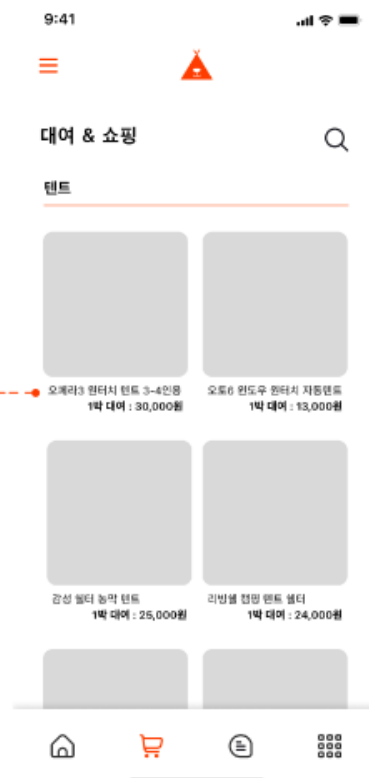 9:41
대여 & 쇼핑
텐트
오페라3 원터치 텐트 3-4인용
1박 대여 : 30,000원
오토6 윈도우 원터치 자동텐트
1박 대여 : 13,000원
감성 쉘터 농막 텐트
1박 대여 : 25,000원
리빙쉘 캠핑 텐트 쉘터
1박 대여 : 24,000원